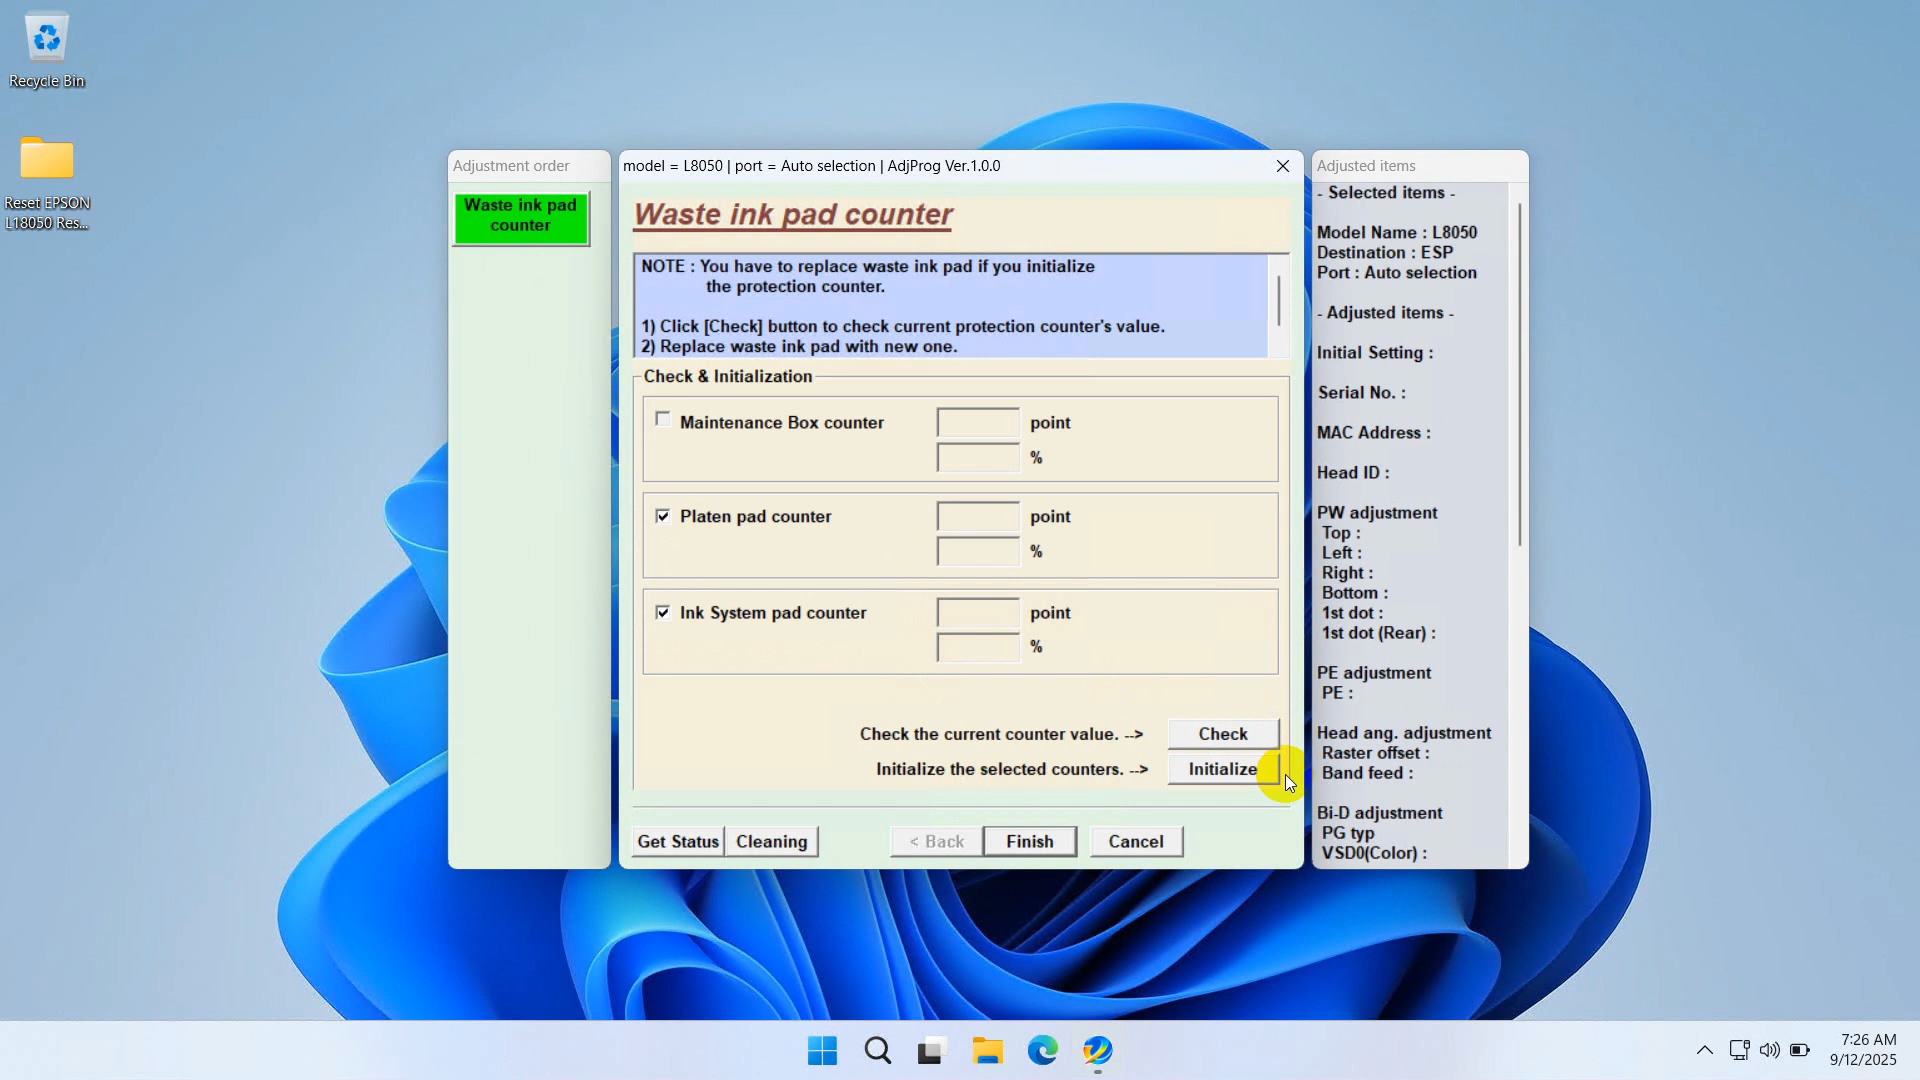 Recycle Bin
Reset EPSON
L18050 Res...
Adjustment order
Waste ink pad
counter
model = L8050 | port = Auto selection | AdjProg Ver.1.0.0
Waste ink pad counter
NOTE : You have to replace waste ink pad if you initialize
the protection counter.
1) Click [Check] button to check current protection counter's value.
2) Replace waste ink pad with new one.
Check & Initialization
Maintenance Box counter
point
%
Platen pad counter
point
%
Ink System pad counter
point
%
Check the current counter value. -->
Check
Initialize the selected counters. -->
Initialize
Get Status
Cleaning
< Back
Finish
Cancel
Adjusted items
- Selected items -
Model Name : L8050
Destination : ESP
Port : Auto selection
- Adjusted items -
Initial Setting :
Serial No. :
MAC Address :
Head ID :
PW adjustment
Top :
Left :
Right :
Bottom :
1st dot :
1st dot (Rear) :
PE adjustment
PE :
Head ang. adjustment
Raster offset :
Band feed :
Bi-D adjustment
PG typ
VSD0(Color) :
7:26 AM
9/12/2025